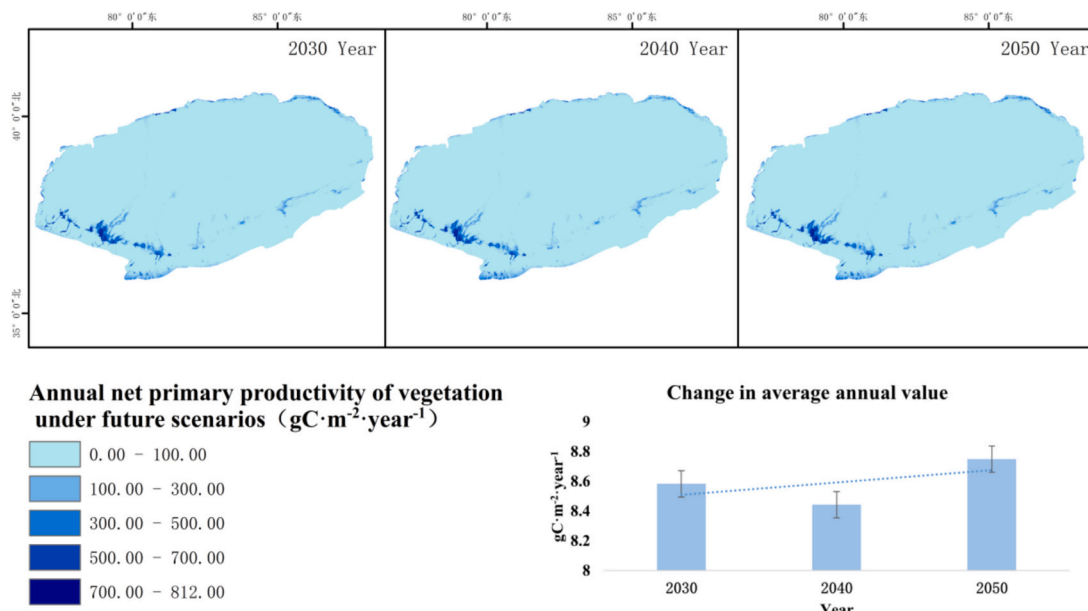 80° 0′0″东 85° 0′0″东 80° 0′0″东 85° 0′0″东 80° 0′0″东 85° 0′0″东
2030 Year 2040 Year 2050 Year
40° 0′0″北
35° 0′0″北
Annual net primary productivity of vegetation
under future scenarios（gC·m⁻²·year⁻¹）
0.00 - 100.00
100.00 - 300.00
300.00 - 500.00
500.00 - 700.00
700.00 - 812.00
Change in average annual value
gC·m⁻²·year⁻¹
9
8.8
8.6
8.4
8.2
8
2030 2040 2050
Year